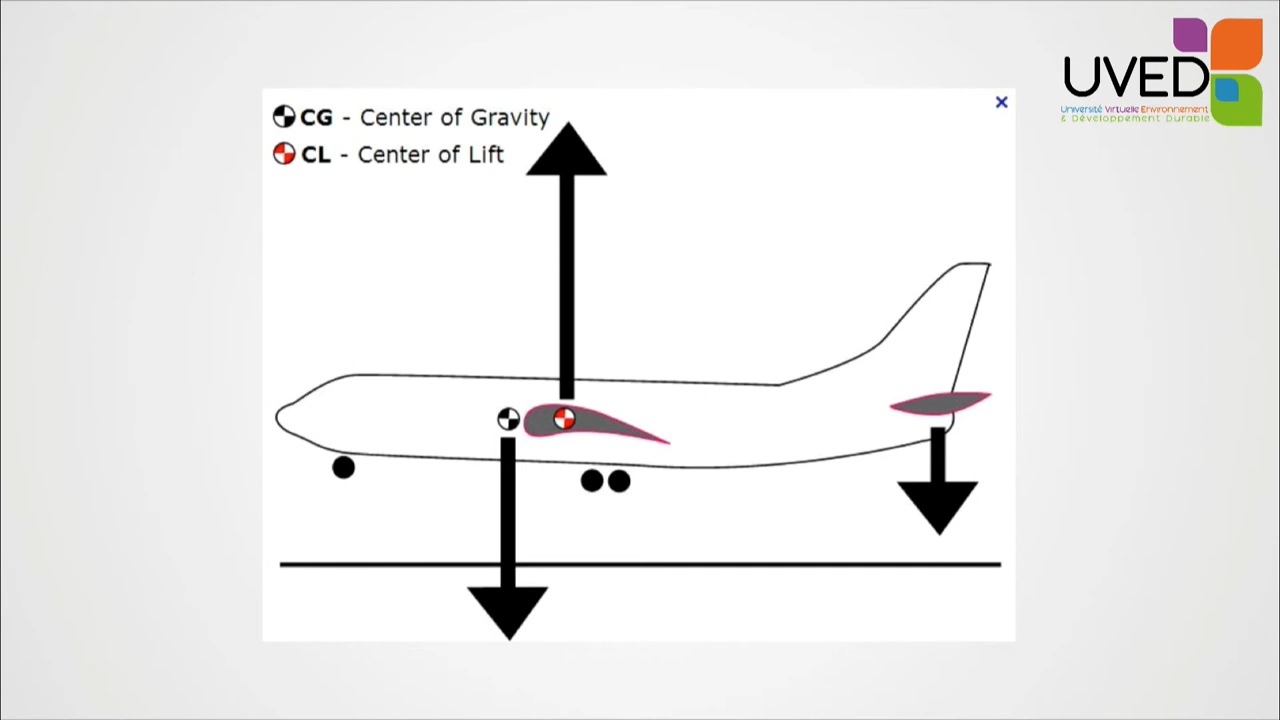 CG - Center of Gravity
CL - Center of Lift
UVED
Université Virtuelle Environnement
& Développement Durable